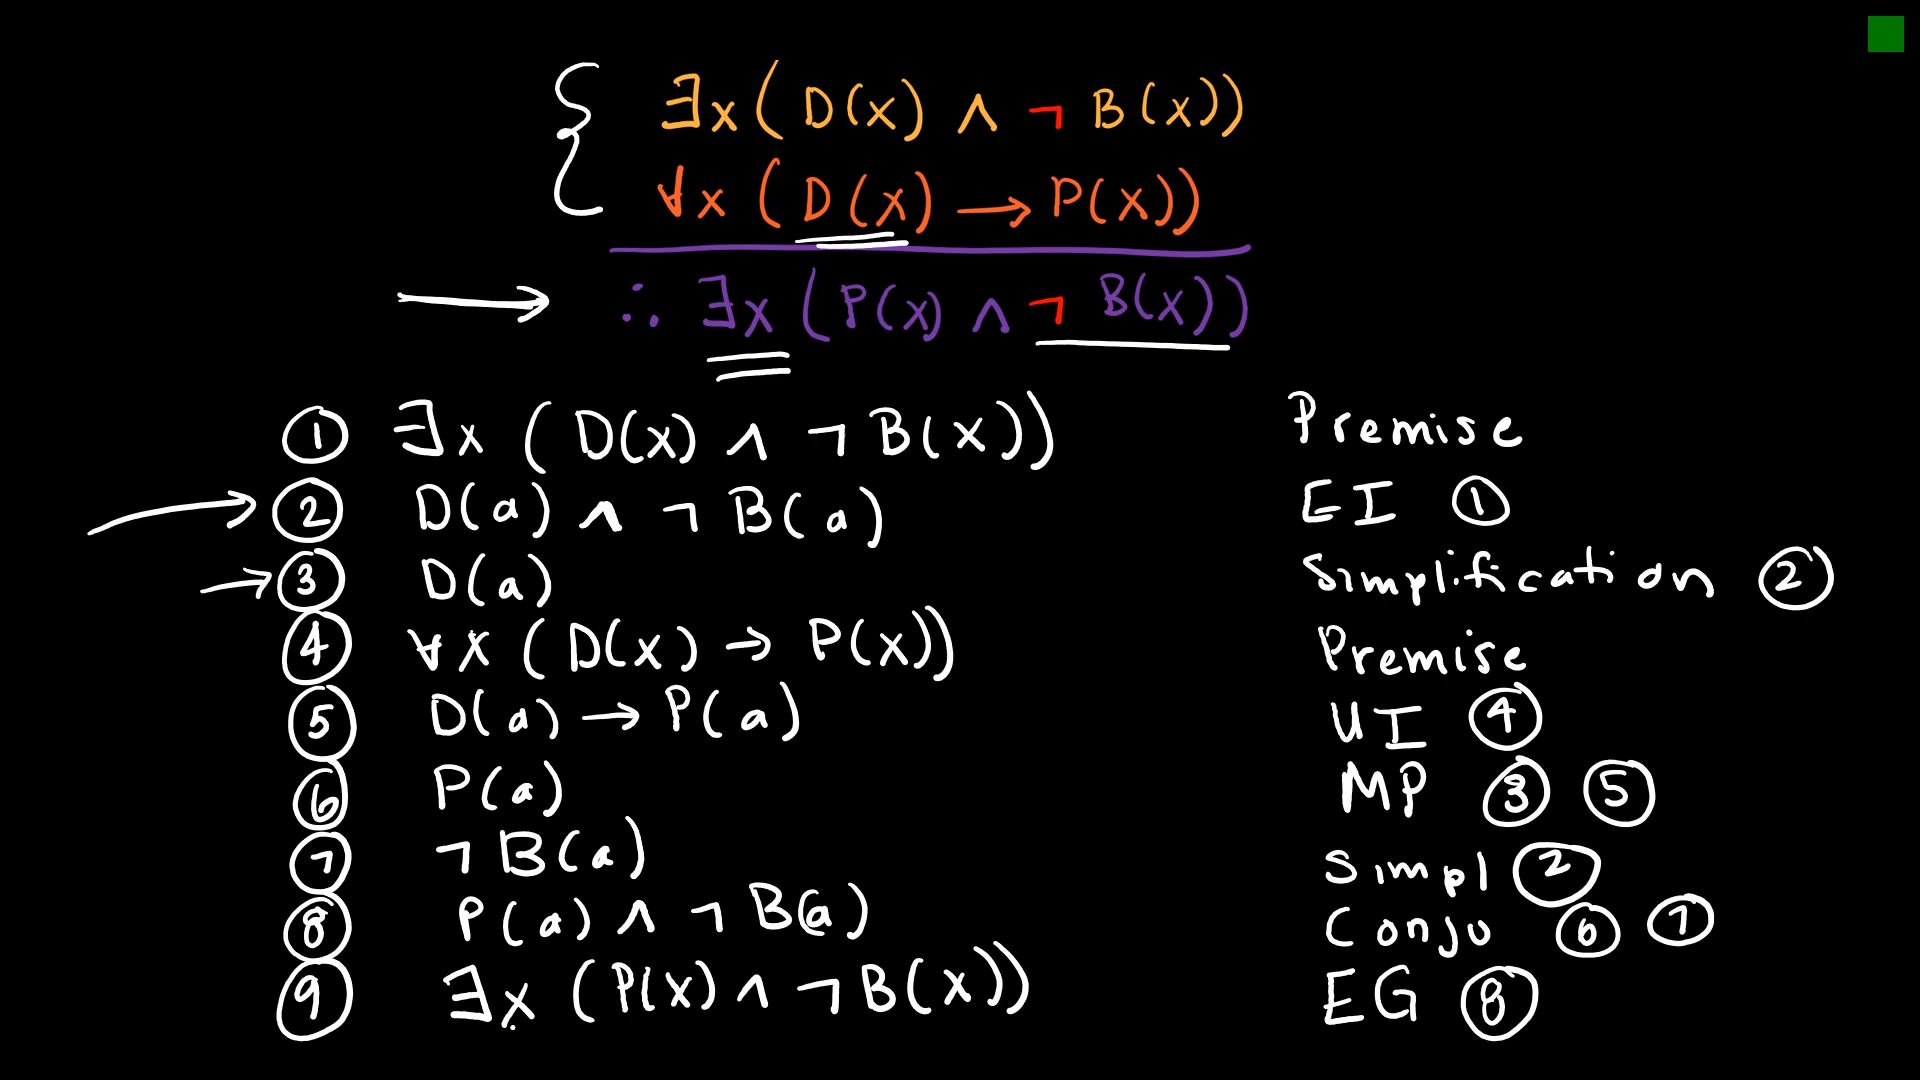 ∃x ( D(x) ∧ ¬ B(x))
∀x ( D(x) → P(x))
∴ ∃x ( P(x) ∧ ¬ B(x))
① ∃x ( D(x) ∧ ¬ B(x)) Premise
② D(a) ∧ ¬ B(a) EI ①
③ D(a) Simplification ②
④ ∀x ( D(x) → P(x)) Premise
⑤ D(a) → P(a) UI ④
⑥ P(a) MP ③ ⑤
⑦ ¬ B(a) Simpl ②
⑧ P(a) ∧ ¬ B(a) Conju ⑥ ⑦
⑨ ∃x ( P(x) ∧ ¬ B(x)) EG ⑧